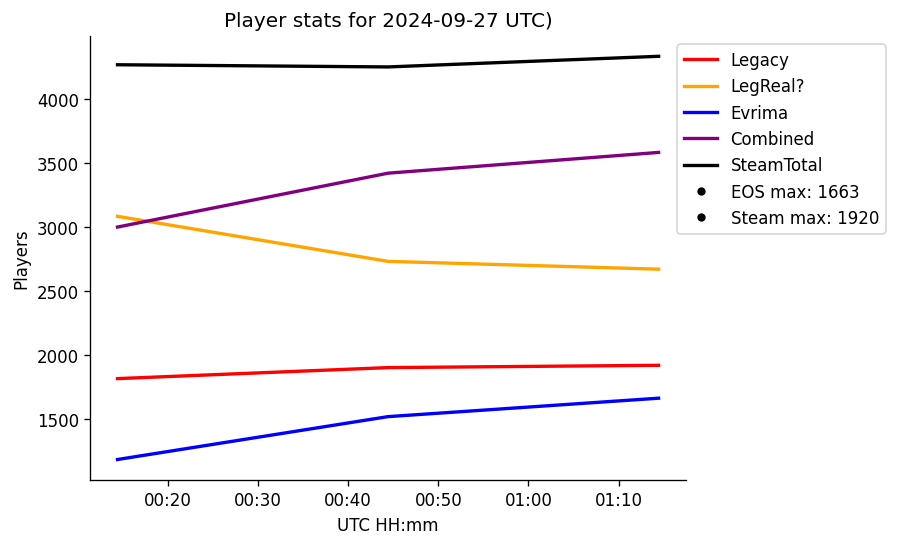 Player stats for 2024-09-27 UTC)
Players
4000
3500
3000
2500
2000
1500
00:20 00:30 00:40 00:50 01:00 01:10
UTC HH:mm
Legacy
LegReal?
Evrima
Combined
SteamTotal
EOS max: 1663
Steam max: 1920